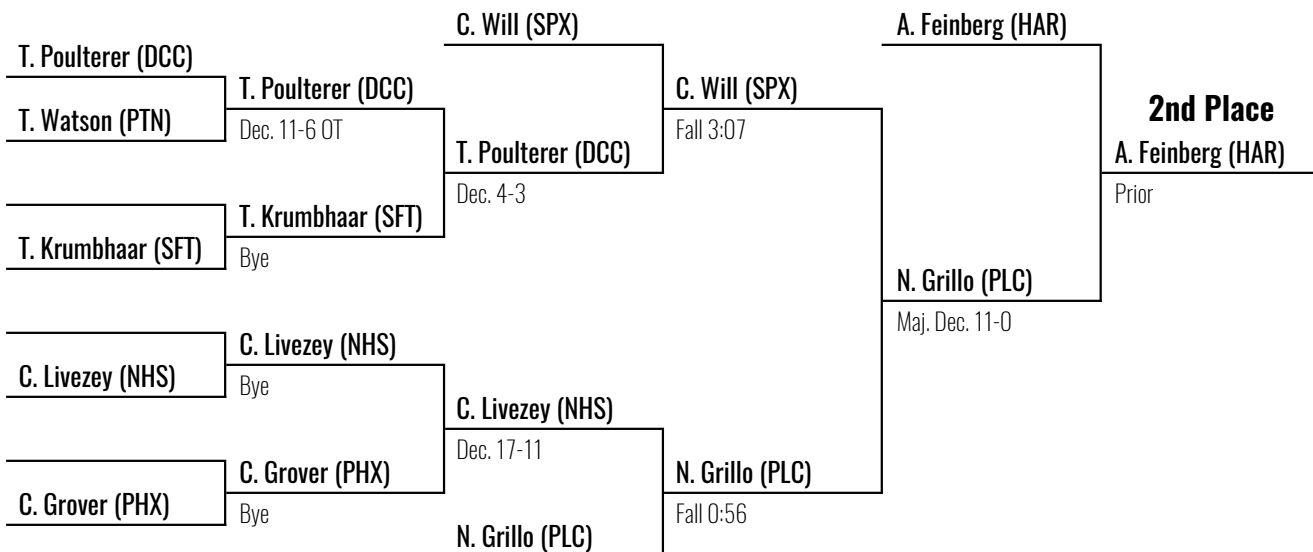 C. Will (SPX)
A. Feinberg (HAR)
T. Poulterer (DCC)
T. Poulterer (DCC)
C. Will (SPX)
2nd Place
T. Watson (PTN)
Dec. 11-6 OT
Fall 3:07
T. Poulterer (DCC)
A. Feinberg (HAR)
Dec. 4-3
Prior
T. Krumbhaar (SFT)
T. Krumbhaar (SFT)
Bye
N. Grillo (PLC)
Maj. Dec. 11-0
C. Livezey (NHS)
C. Livezey (NHS)
Bye
C. Livezey (NHS)
Dec. 17-11
C. Grover (PHX)
N. Grillo (PLC)
C. Grover (PHX)
Bye
Fall 0:56
N. Grillo (PLC)